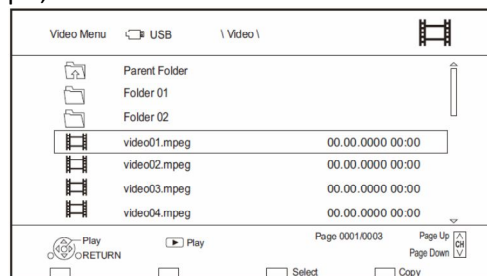 Video Menu USB \ Video \
Parent Folder
Folder 01
Folder 02
video01.mpeg 00.00.0000 00:00
video02.mpeg 00.00.0000 00:00
video03.mpeg 00.00.0000 00:00
video04.mpeg 00.00.0000 00:00
Play Play Page 0001/0003 Page Up
RETURN Page Down CH
Select Copy